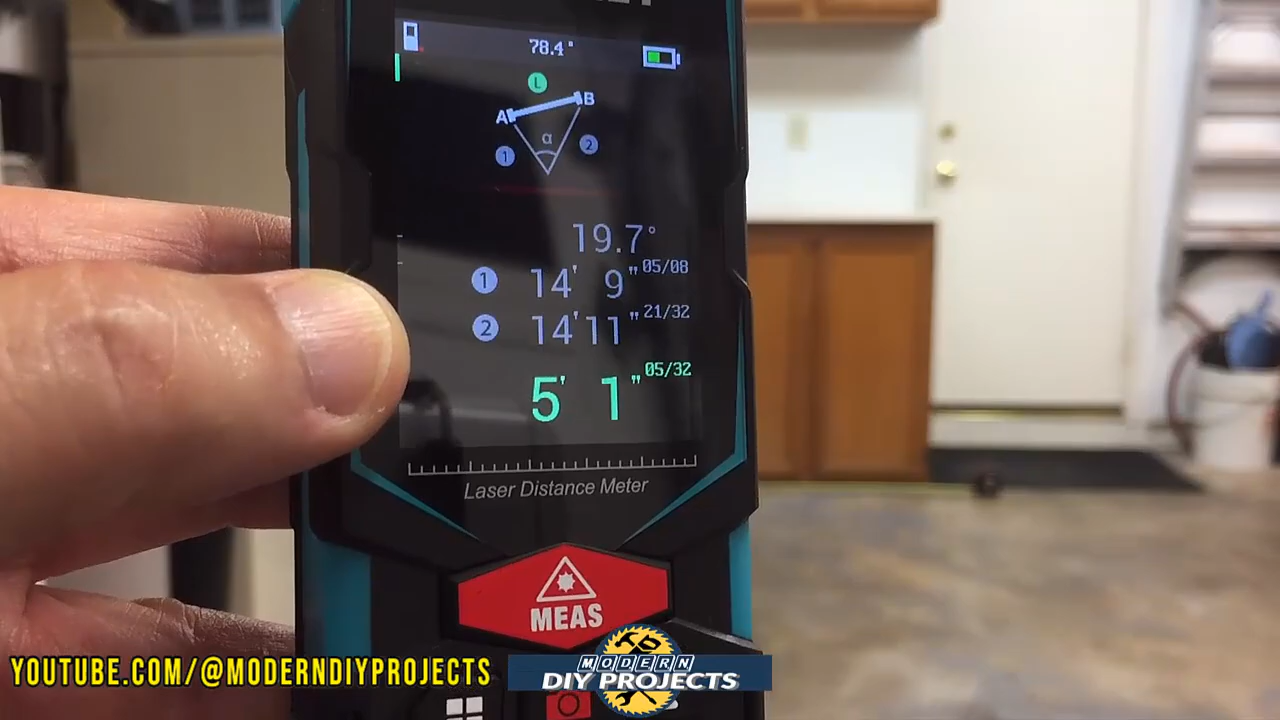 78.4°
L
A B
α
1 2
19.7°
1 14' 9" 05/08
2 14' 11" 21/32
5' 1" 05/32
Laser Distance Meter
MEAS
YOUTUBE.COM/@MODERNDIYPROJECTS
MODERN
DIY PROJECTS